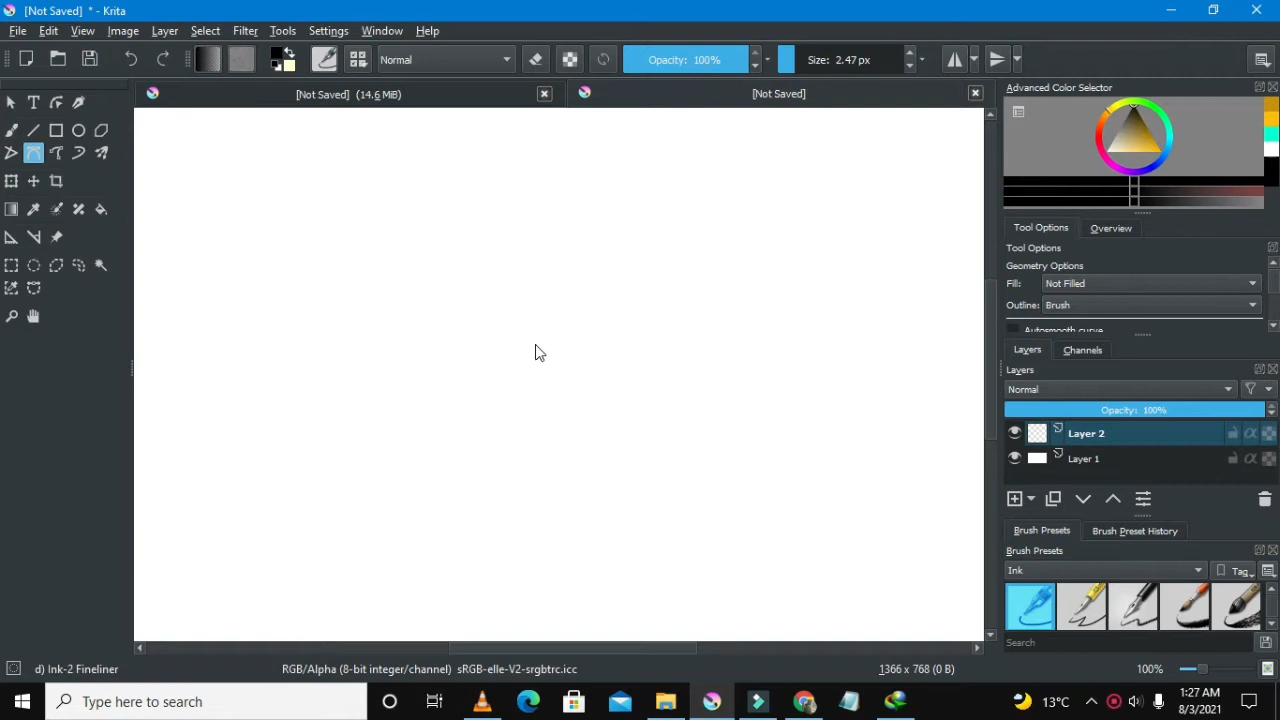 [Not Saved] * - Krita
File Edit View Image Layer Select Filter Tools Settings Window Help
Normal Opacity: 100% Size: 2.47 px
[Not Saved] (14.6 MiB) [Not Saved]
Advanced Color Selector
Tool Options Overview
Tool Options
Geometry Options
Fill: Not Filled
Outline: Brush
Autosmooth curve
Layers Channels
Layers
Normal
Opacity: 100%
Layer 2
Layer 1
Brush Presets Brush Preset History
Brush Presets
Ink Tag
Search
d) Ink-2 Fineliner RGB/Alpha (8-bit integer/channel) sRGB-elle-V2-srgbtrc.icc 1366 x 768 (0 B) 100%
Type here to search 13°C 1:27 AM
8/3/2021